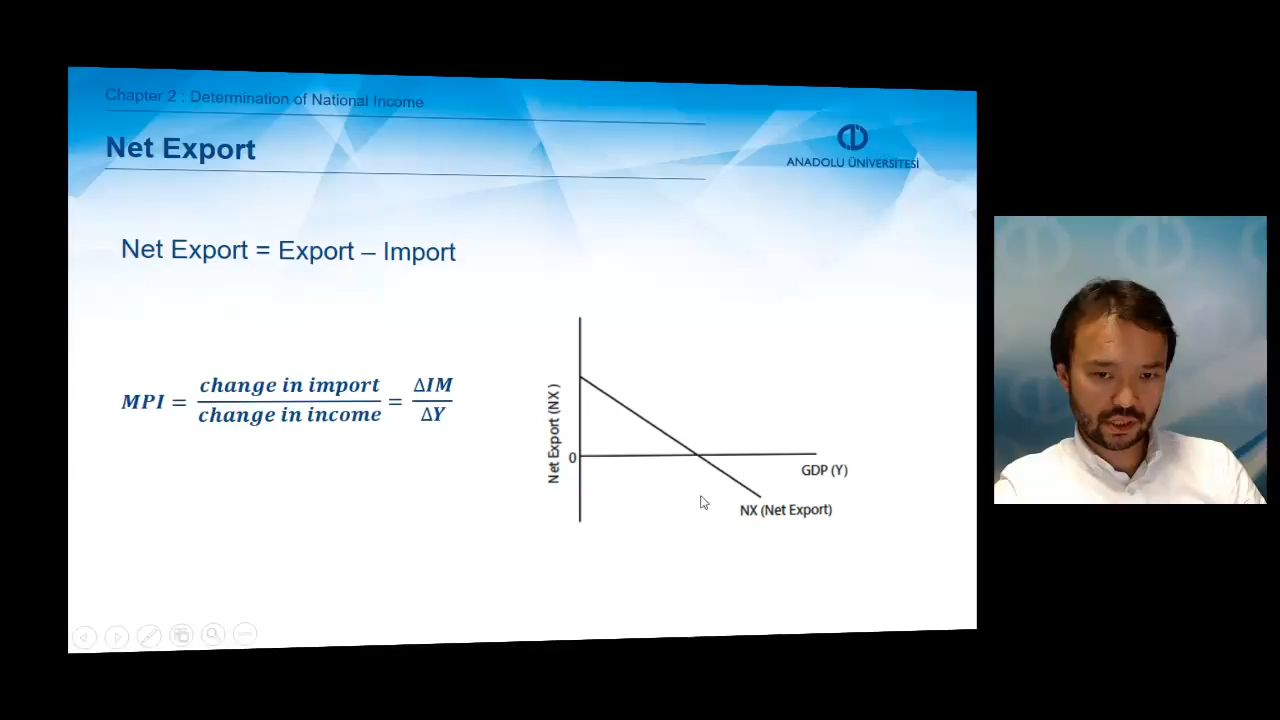 Chapter 2 : Determination of National Income
Net Export
ANADOLU ÜNİVERSİTESİ
Net Export = Export – Import
MPI = change in import / change in income = ΔIM / ΔY
Net Export (NX)
0
GDP (Y)
NX (Net Export)